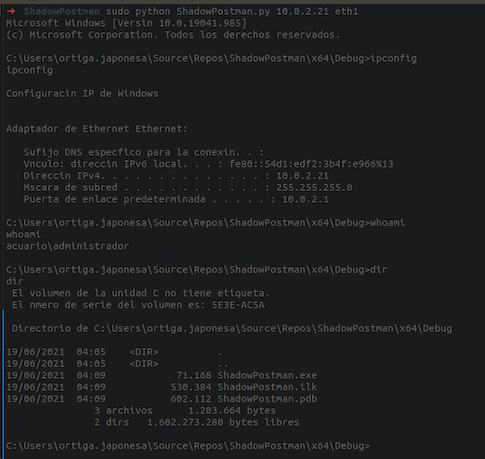 → ShadowPostman sudo python ShadowPostman.py 10.0.2.21 eth1
Microsoft Windows [Versin 10.0.19041.985]
(c) Microsoft Corporation. Todos los derechos reservados.
C:\Users\ortiga.japonesa\Source\Repos\ShadowPostman\x64\Debug>ipconfig
ipconfig
Configuracin IP de Windows
Adaptador de Ethernet Ethernet:
Sufijo DNS especfico para la conexin. . :
Vnculo: direccin IPv6 local. . . : fe80::54d1:edf2:3b4f:e966%13
Direccin IPv4. . . . . . . . . . . . . . : 10.0.2.21
Mscara de subred . . . . . . . . . . . . : 255.255.255.0
Puerta de enlace predeterminada . . . . . : 10.0.2.1
C:\Users\ortiga.japonesa\Source\Repos\ShadowPostman\x64\Debug>whoami
whoami
acuario\administrador
C:\Users\ortiga.japonesa\Source\Repos\ShadowPostman\x64\Debug>dir
dir
El volumen de la unidad C no tiene etiqueta.
El nmero de serie del volumen es: 5E3E-AC5A
Directorio de C:\Users\ortiga.japonesa\Source\Repos\ShadowPostman\x64\Debug
19/06/2021 04:05 <DIR> .
19/06/2021 04:05 <DIR> ..
19/06/2021 04:09 71.168 ShadowPostman.exe
19/06/2021 04:09 530.384 ShadowPostman.ilk
19/06/2021 04:09 602.112 ShadowPostman.pdb
3 archivos 1.203.664 bytes
2 dirs 1.602.273.280 bytes libres
C:\Users\ortiga.japonesa\Source\Repos\ShadowPostman\x64\Debug>